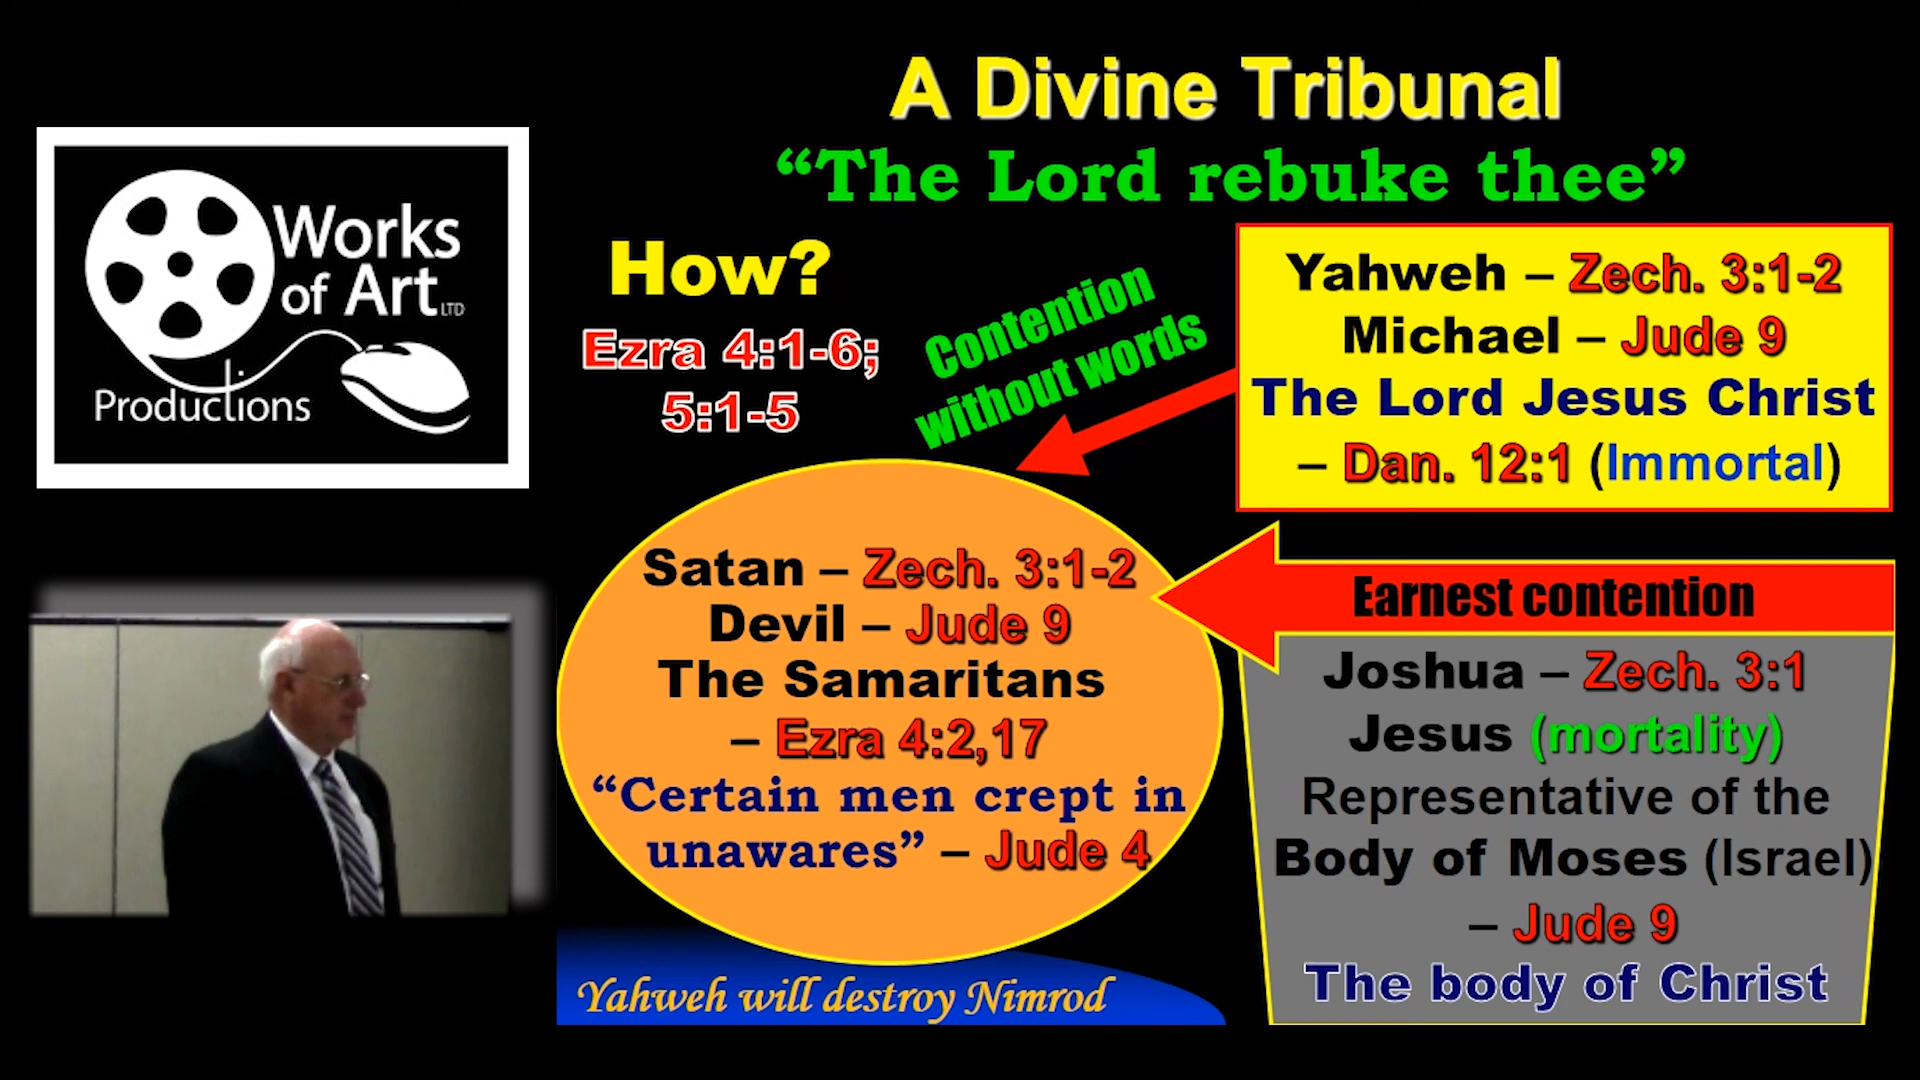 Works
of Art LTD
Productions
A Divine Tribunal
“The Lord rebuke thee”
How?
Ezra 4:1-6;
5:1-5
Contention
without words
Yahweh – Zech. 3:1-2
Michael – Jude 9
The Lord Jesus Christ
– Dan. 12:1 (Immortal)
Satan – Zech. 3:1-2
Devil – Jude 9
The Samaritans
– Ezra 4:2,17
“Certain men crept in
unawares” – Jude 4
Earnest contention
Joshua – Zech. 3:1
Jesus (mortality)
Representative of the
Body of Moses (Israel)
– Jude 9
The body of Christ
Yahweh will destroy Nimrod